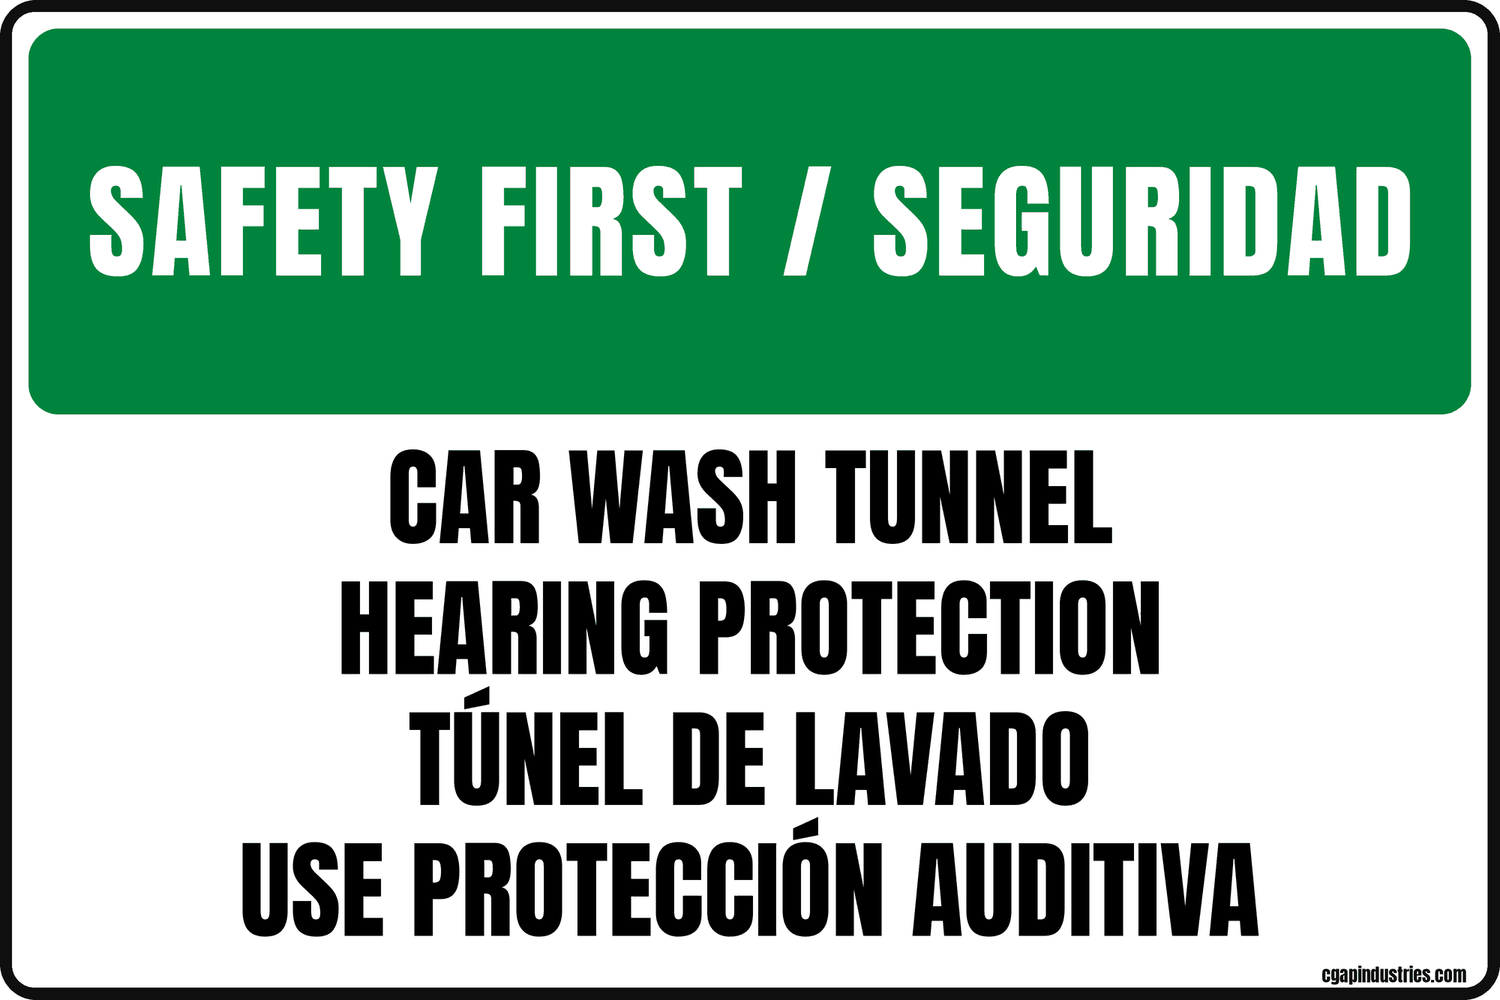 SAFETY FIRST / SEGURIDAD
CAR WASH TUNNEL
HEARING PROTECTION
TÚNEL DE LAVADO
USE PROTECCIÓN AUDITIVA
cgapindustries.com